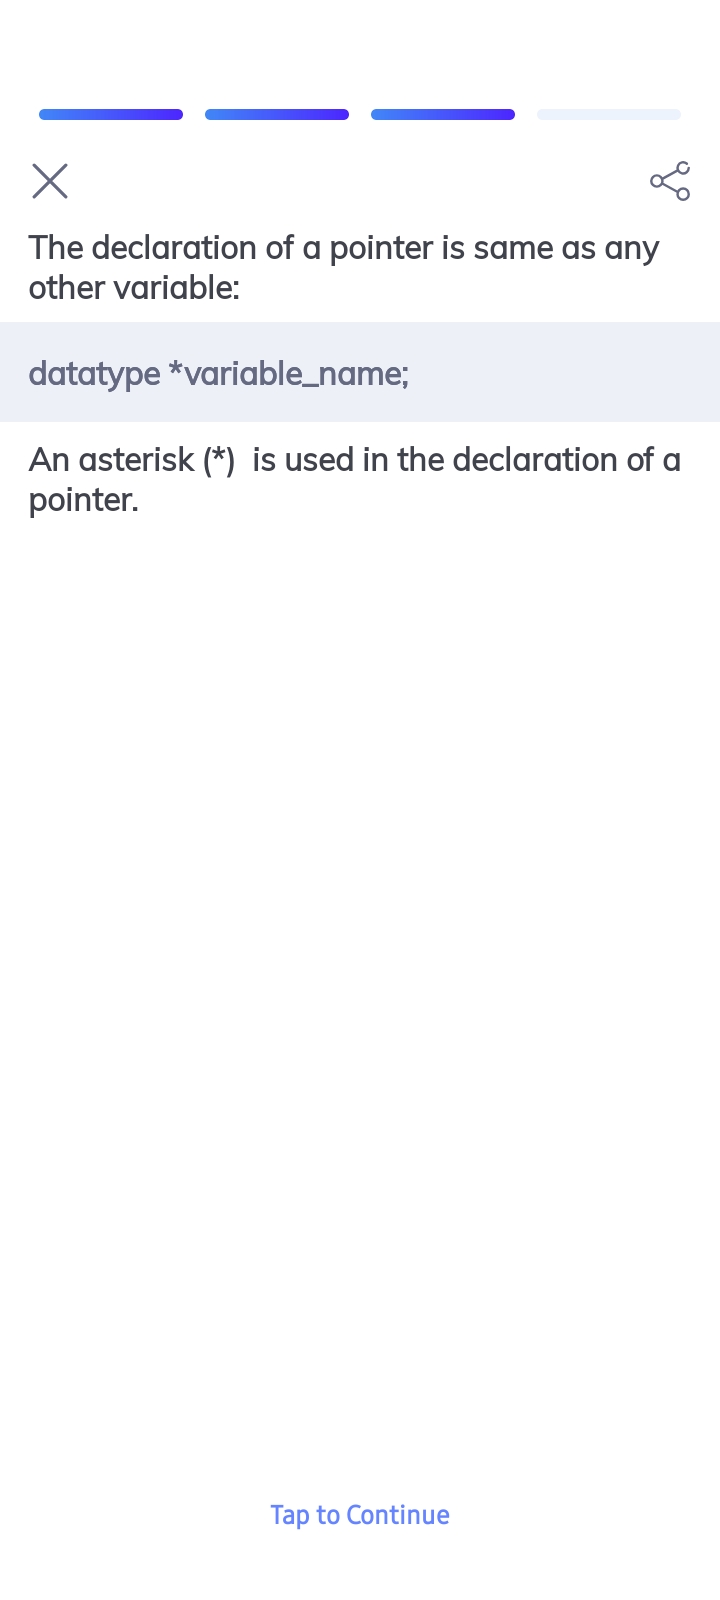 The declaration of a pointer is same as any
other variable:
datatype *variable_name;
An asterisk (*)  is used in the declaration of a
pointer.
Tap to Continue